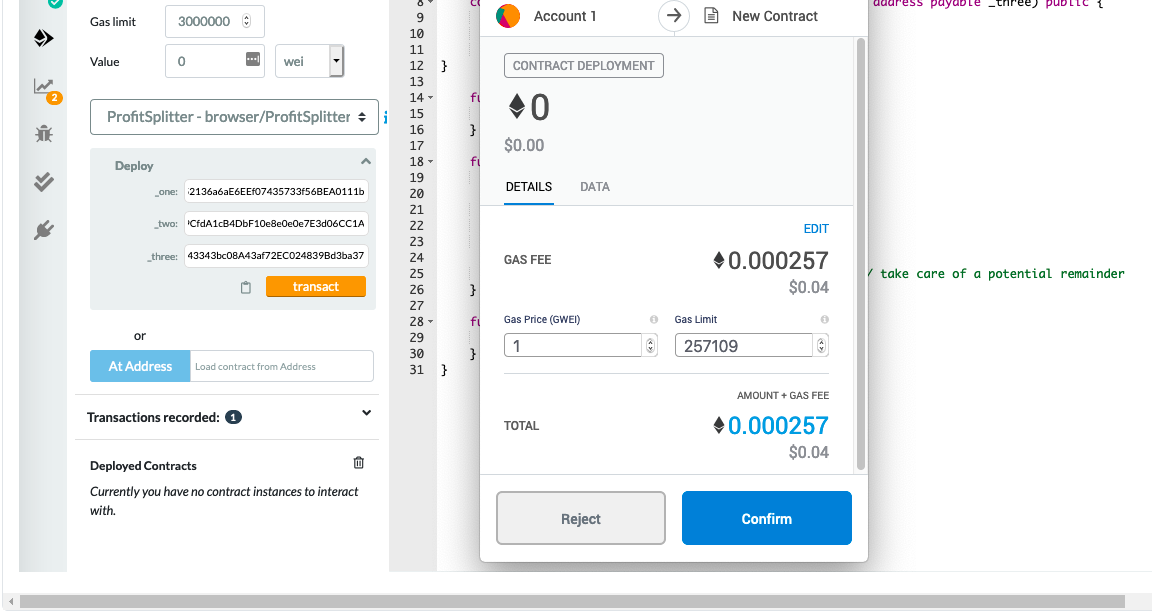 Gas limit
3000000
Value
0
wei
2
ProfitSplitter - browser/ProfitSplitter
Deploy
_one:
2136a6aE6EEf07435733f56BEA0111b
_two:
CfdA1cB4DbF10e8e0e0e7E3d06CC1A
_three:
43343bc08A43af72EC024839Bd3ba37
transact
or
At Address
Load contract from Address
Transactions recorded: 1
Deployed Contracts
Currently you have no contract instances to interact
with.
8
9
10
11
12 }
13
14 fu
15
16 }
17
18 fu
19
20
21
22
23
24
25 / take care of a potential remainder
26 }
27
28 fu
29
30 }
31 }
co
address payable _three) public {
Account 1
New Contract
CONTRACT DEPLOYMENT
0
$0.00
DETAILS
DATA
EDIT
GAS FEE
0.000257
$0.04
Gas Price (GWEI)
Gas Limit
1
257109
AMOUNT + GAS FEE
TOTAL
0.000257
$0.04
Reject
Confirm